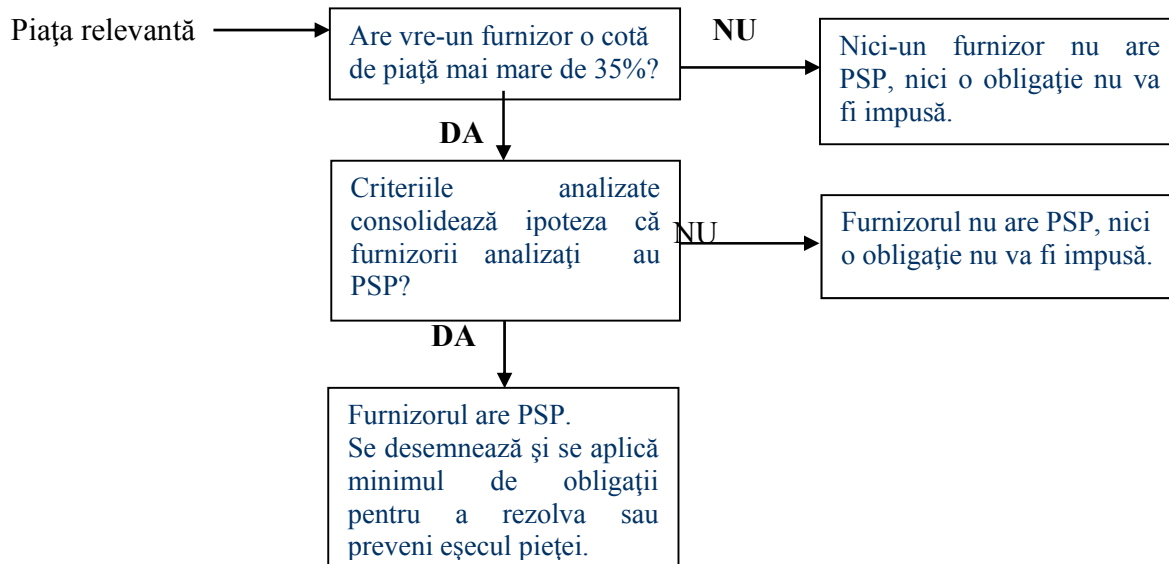 Piaţa relevantă
Are vre-un furnizor o cotă
de piaţă mai mare de 35%?
NU
Nici-un furnizor nu are
PSP, nici o obligaţie nu va
fi impusă.
DA
Criteriile analizate
consolidează ipoteza că
furnizorii analizaţi au
PSP?
NU
Furnizorul nu are PSP, nici
o obligaţie nu va fi impusă.
DA
Furnizorul are PSP.
Se desemnează şi se aplică
minimul de obligaţii
pentru a rezolva sau
preveni eşecul pieţei.